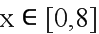 x ∈ [0,8]